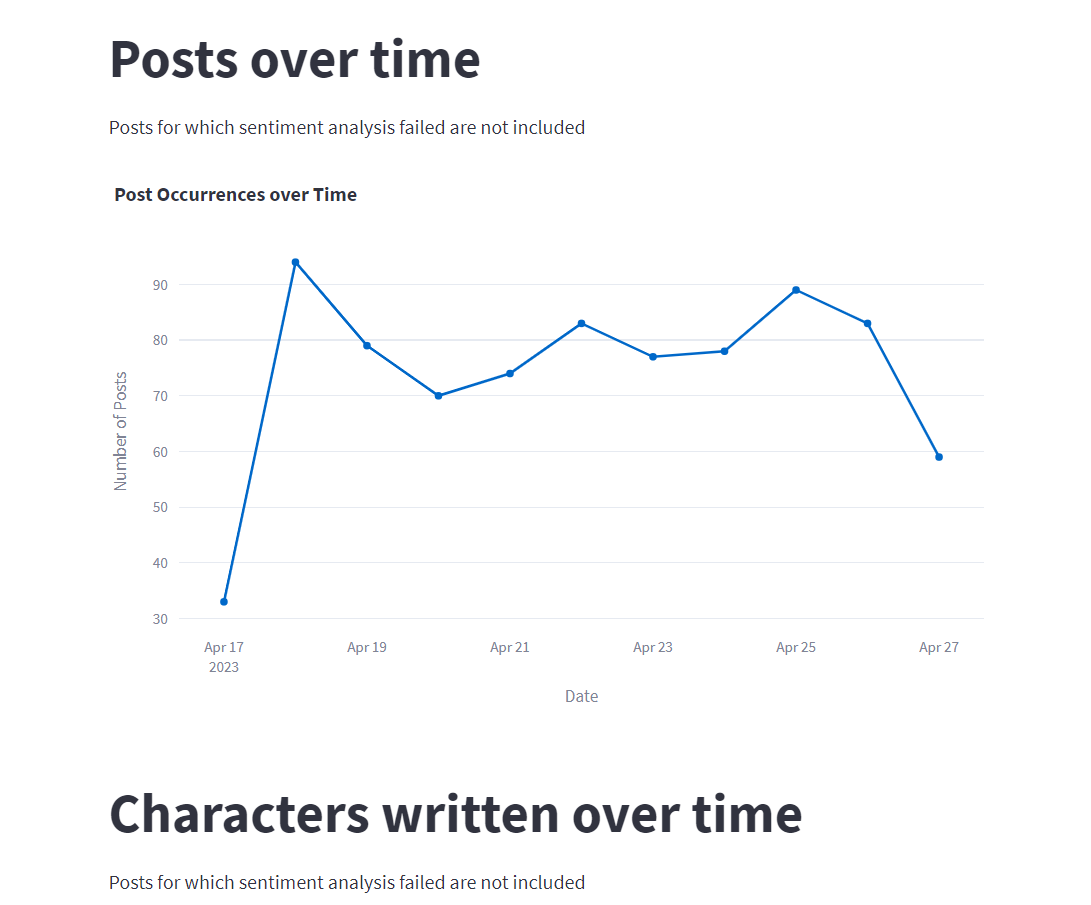 Posts over time
Posts for which sentiment analysis failed are not included
Post Occurrences over Time
90
80
70
60
50
40
30
Number of Posts
Apr 17
2023
Apr 19
Apr 21
Apr 23
Apr 25
Apr 27
Date
Characters written over time
Posts for which sentiment analysis failed are not included